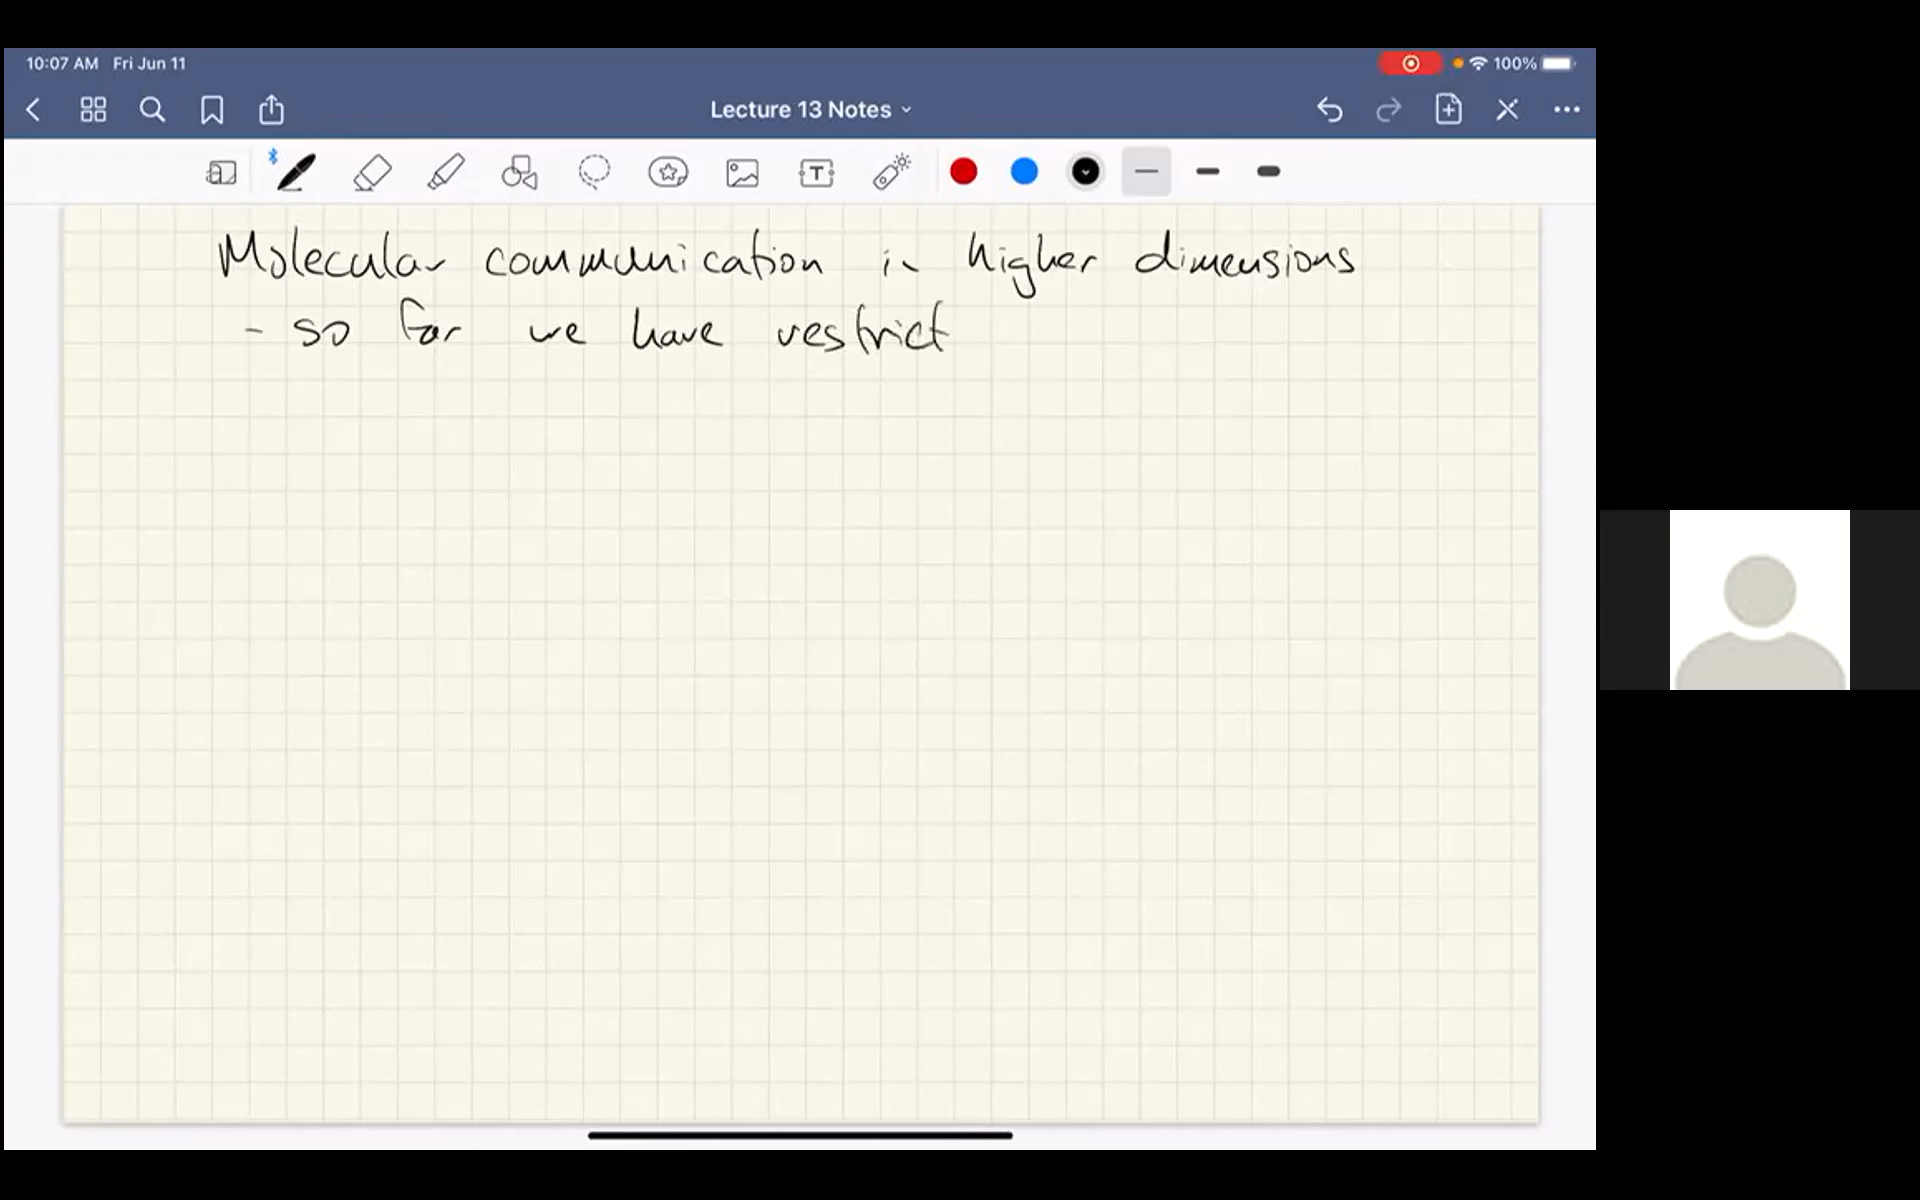 10:07 AM Fri Jun 11
100%
Lecture 13 Notes
T
Molecular communication in higher dimensions
- so far we have restrict